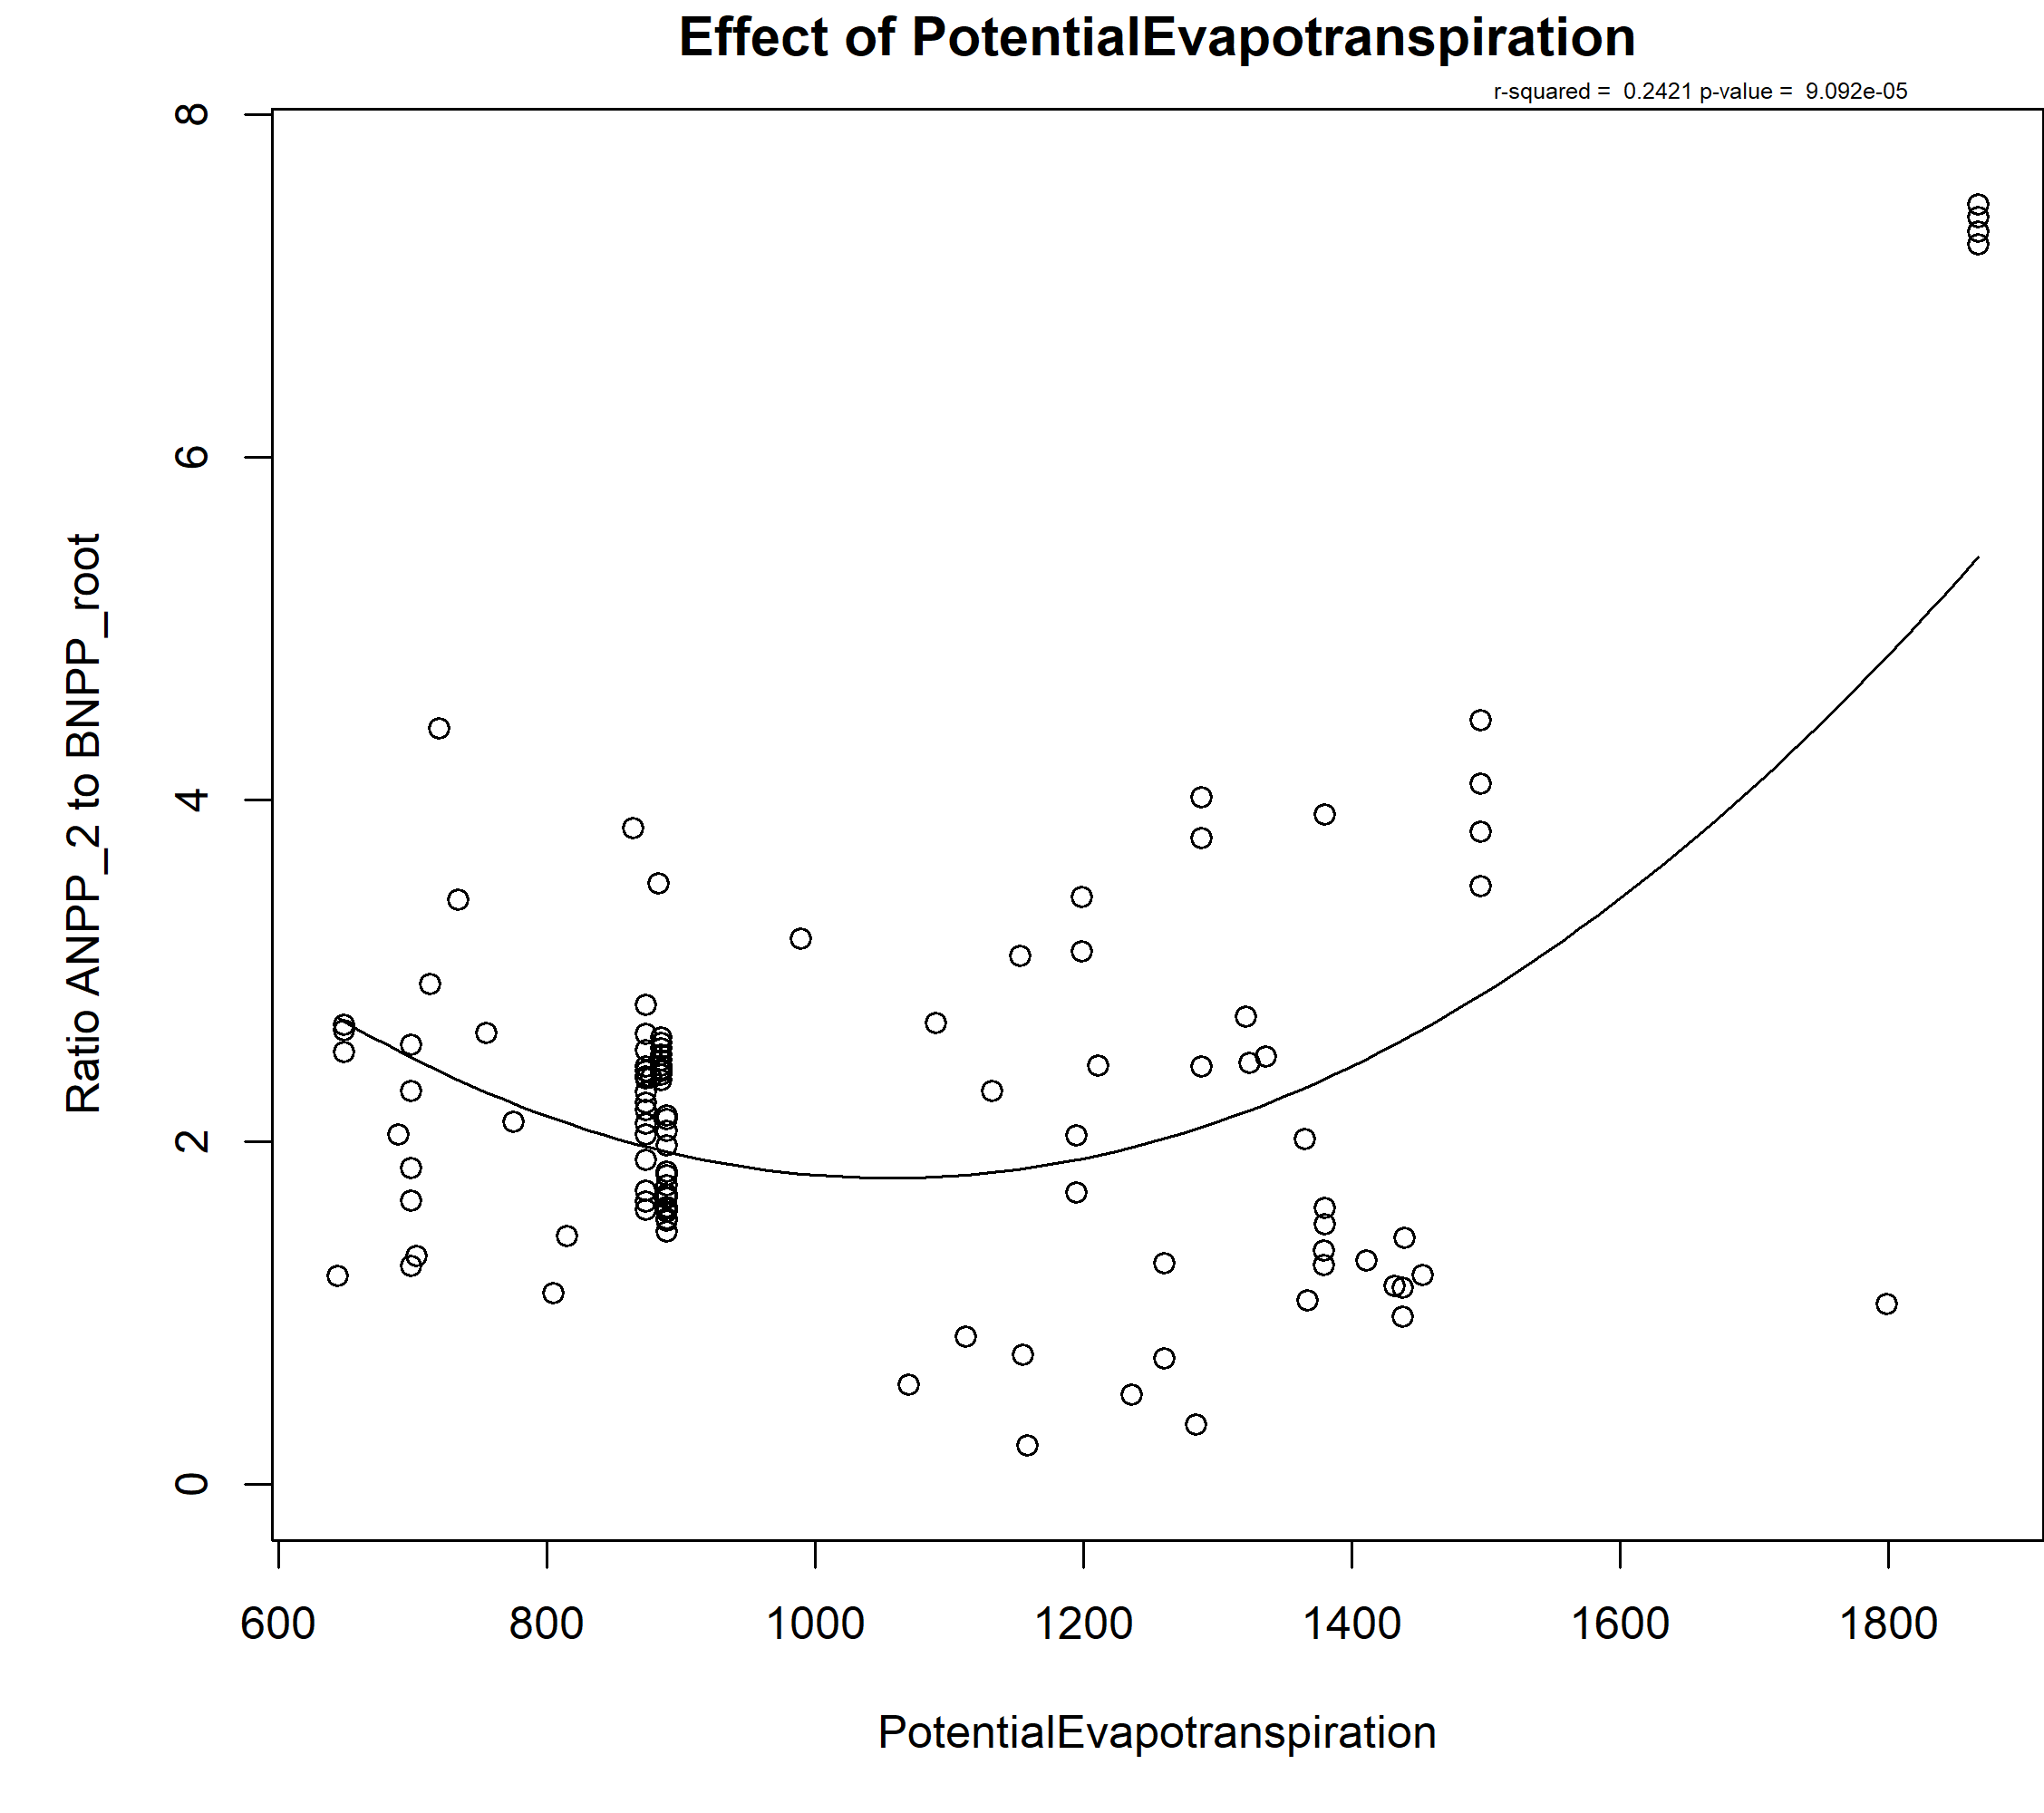 Effect of PotentialEvapotranspiration
r-squared = 0.2421 p-value = 9.092e-05
8
6
4
2
0
Ratio ANPP_2 to BNPP_root
600 800 1000 1200 1400 1600 1800
PotentialEvapotranspiration